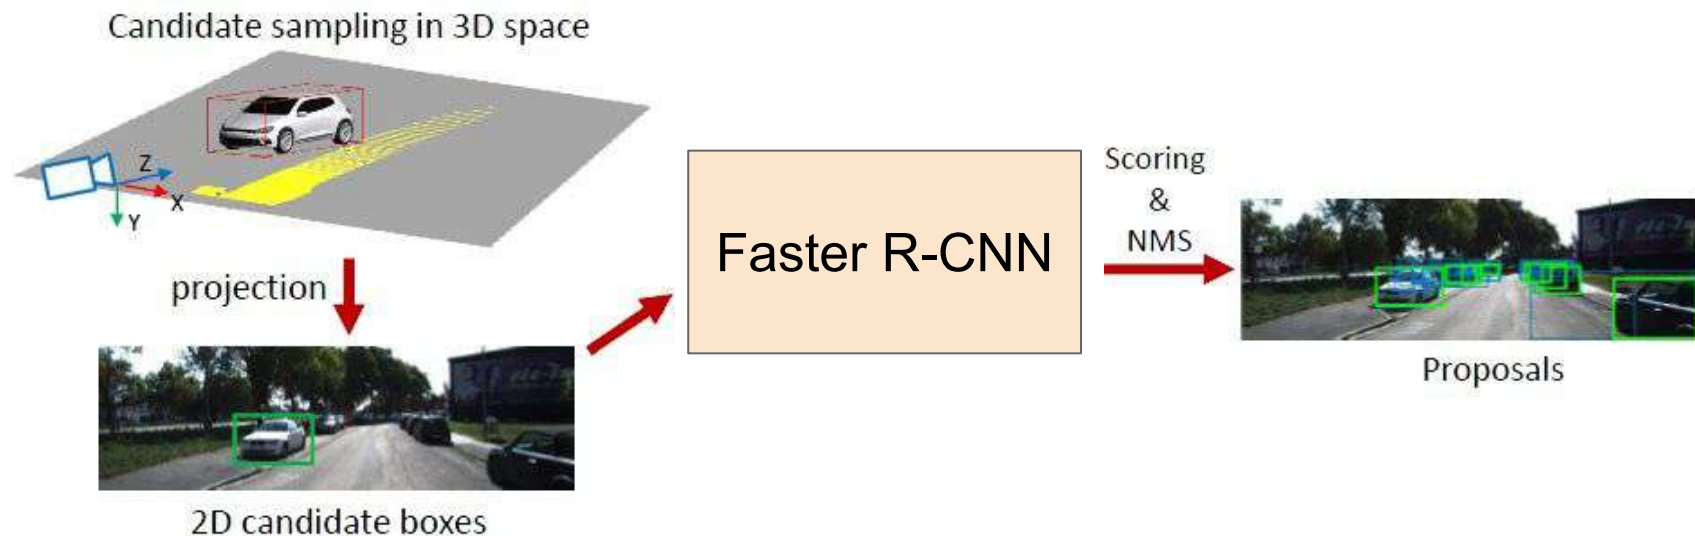 Candidate sampling in 3D space
Z
X
Y
projection
2D candidate boxes
Faster R-CNN
Scoring
&
NMS
Proposals